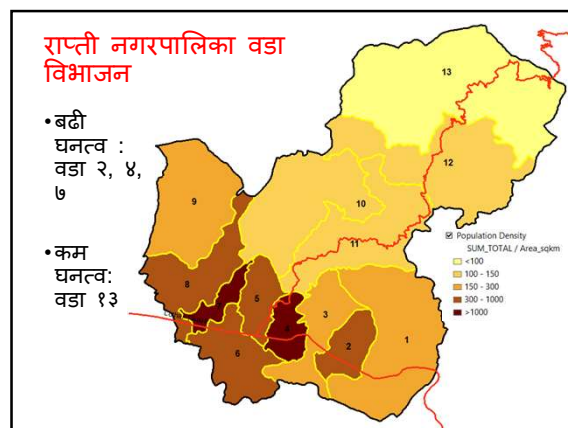 राप्ती नगरपालिका वडा
विभाजन
•बढी
घनत्व :
वडा २, ४,
७
•कम
घनत्व:
वडा १३
13
12
9
10
11
8
5
3
1
2
6
Population Density
SUM_TOTAL / Area_sqkm
<100
100 - 150
150 - 300
300 - 1000
>1000